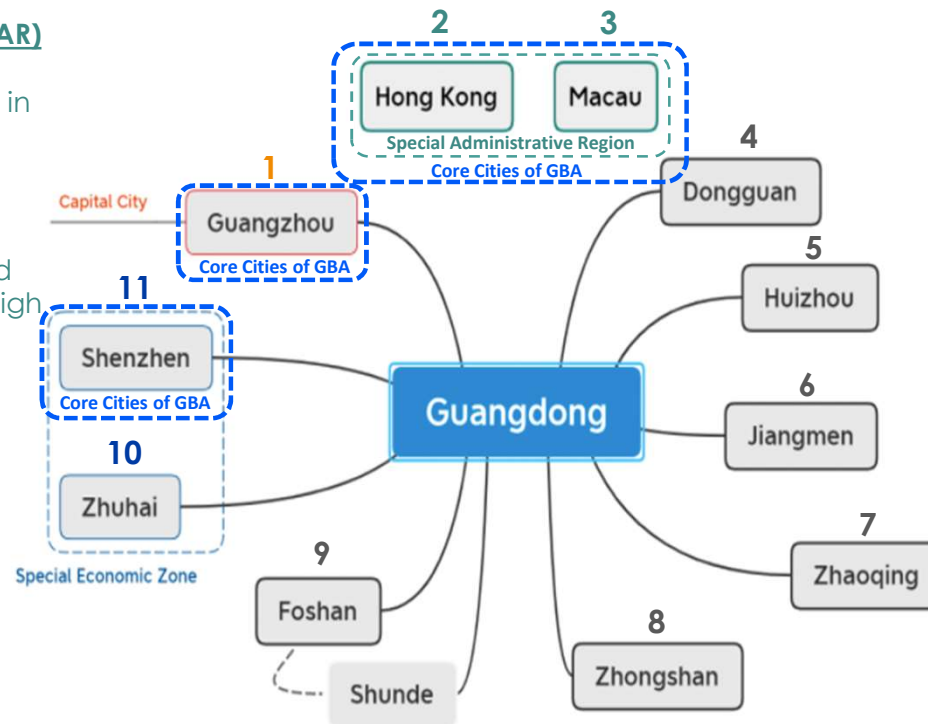 AR)
in
d
igh
2
3
Hong Kong
Macau
Special Administrative Region
Core Cities of GBA
1
Capital City
Guangzhou
Core Cities of GBA
4
Dongguan
5
Huizhou
11
Shenzhen
Core Cities of GBA
Guangdong
6
Jiangmen
10
Zhuhai
Special Economic Zone
7
Zhaoqing
9
Foshan
Shunde
8
Zhongshan